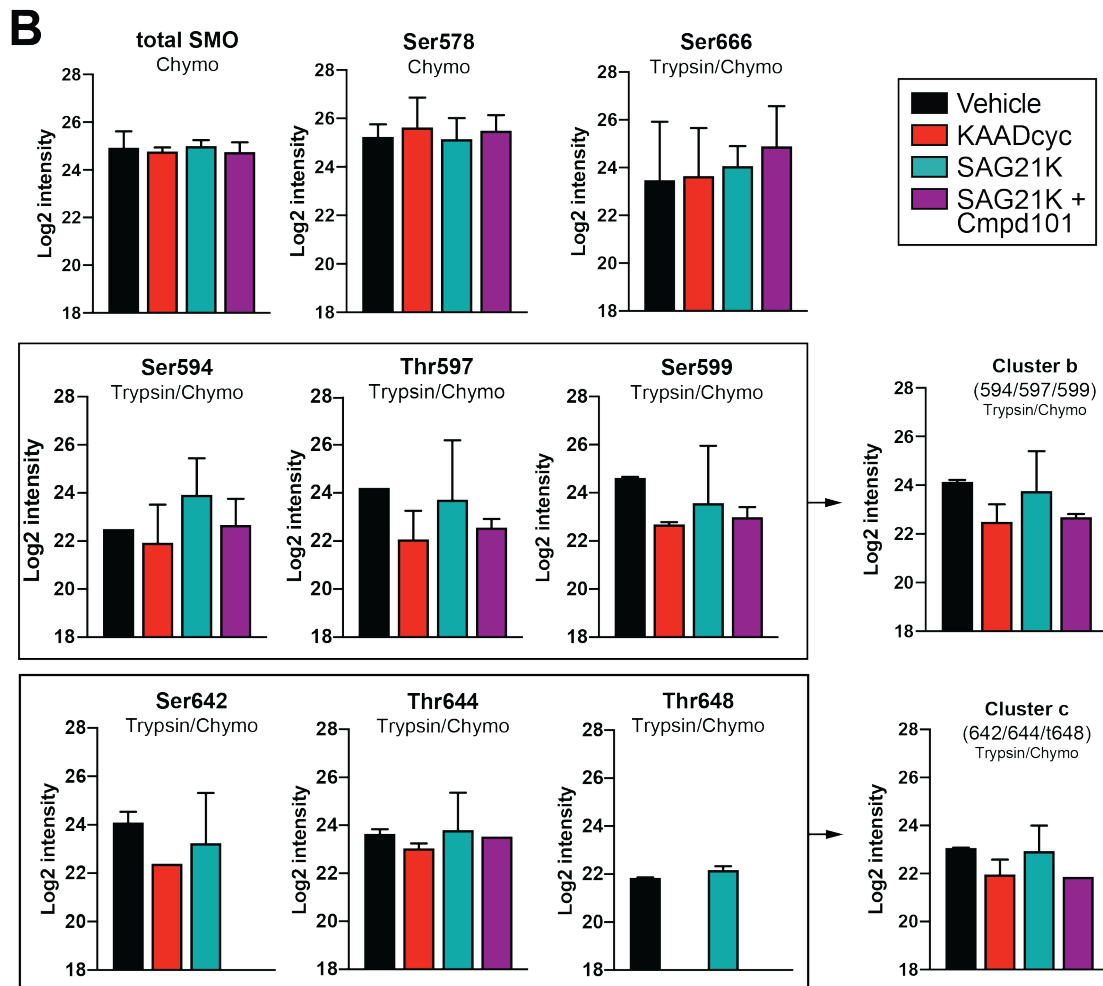 B
total SMO
Chymo
Log2 intensity
28
26
24
22
20
18
Ser578
Chymo
Log2 intensity
28
26
24
22
20
18
Ser666
Trypsin/Chymo
Log2 intensity
28
26
24
22
20
18
Vehicle
KAADcyc
SAG21K
SAG21K +
Cmpd101
Ser594
Trypsin/Chymo
Log2 intensity
28
26
24
22
20
18
Thr597
Trypsin/Chymo
Log2 intensity
28
26
24
22
20
18
Ser599
Trypsin/Chymo
Log2 intensity
28
26
24
22
20
18
Cluster b
(594/597/599)
Trypsin/Chymo
Log2 intensity
28
26
24
22
20
18
Ser642
Trypsin/Chymo
Log2 intensity
28
26
24
22
20
18
Thr644
Trypsin/Chymo
Log2 intensity
28
26
24
22
20
18
Thr648
Trypsin/Chymo
Log2 intensity
28
26
24
22
20
18
Cluster c
(642/644/t648)
Trypsin/Chymo
Log2 intensity
28
26
24
22
20
18